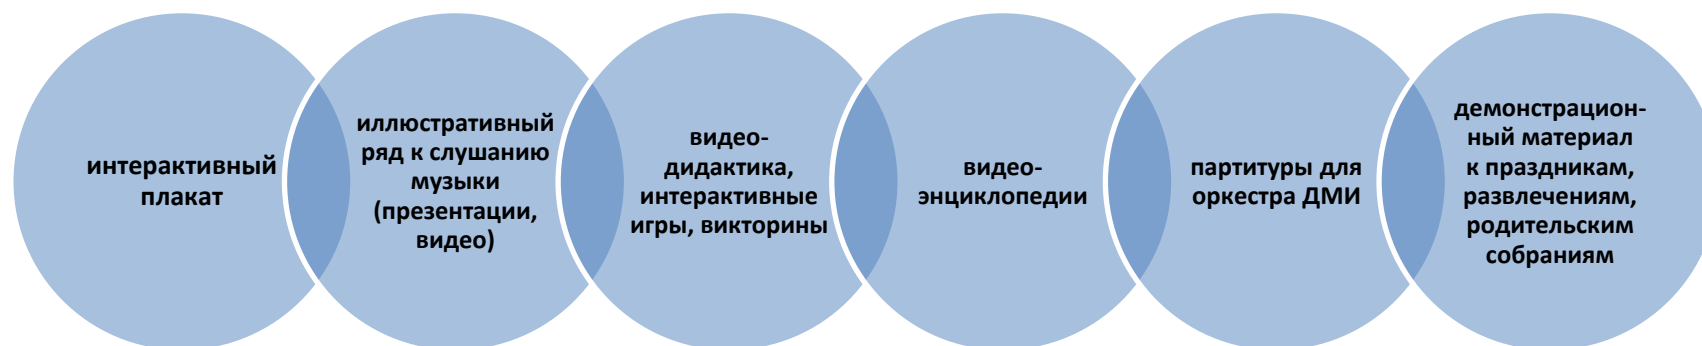 интерактивный
плакат
иллюстративный
ряд к слушанию
музыки
(презентации,
видео)
видео-
дидактика,
интерактивные
игры, викторины
видео-
энциклопедии
партитуры для
оркестра ДМИ
демонстрацион-
ный материал
к праздникам,
развлечениям,
родительским
собраниям